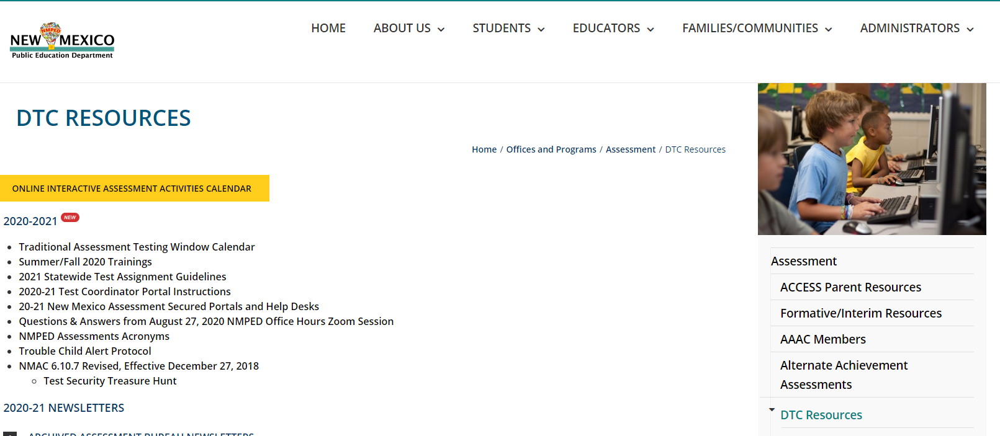 NMPED
NEW MEXICO
Public Education Department
HOME
ABOUT US
STUDENTS
EDUCATORS
FAMILIES/COMMUNITIES
ADMINISTRATORS
DTC RESOURCES
Home / Offices and Programs / Assessment / DTC Resources
ONLINE INTERACTIVE ASSESSMENT ACTIVITIES CALENDAR
2020-2021 NEW
Traditional Assessment Testing Window Calendar
Summer/Fall 2020 Trainings
2021 Statewide Test Assignment Guidelines
2020-21 Test Coordinator Portal Instructions
20-21 New Mexico Assessment Secured Portals and Help Desks
Questions & Answers from August 27, 2020 NMPED Office Hours Zoom Session
NMPED Assessments Acronyms
Trouble Child Alert Protocol
NMAC 6.10.7 Revised, Effective December 27, 2018
Test Security Treasure Hunt
2020-21 NEWSLETTERS
ARCHIVED ASSESSMENT BUREAU NEWSLETTERS
Assessment
ACCESS Parent Resources
Formative/Interim Resources
AAAC Members
Alternate Achievement
Assessments
DTC Resources